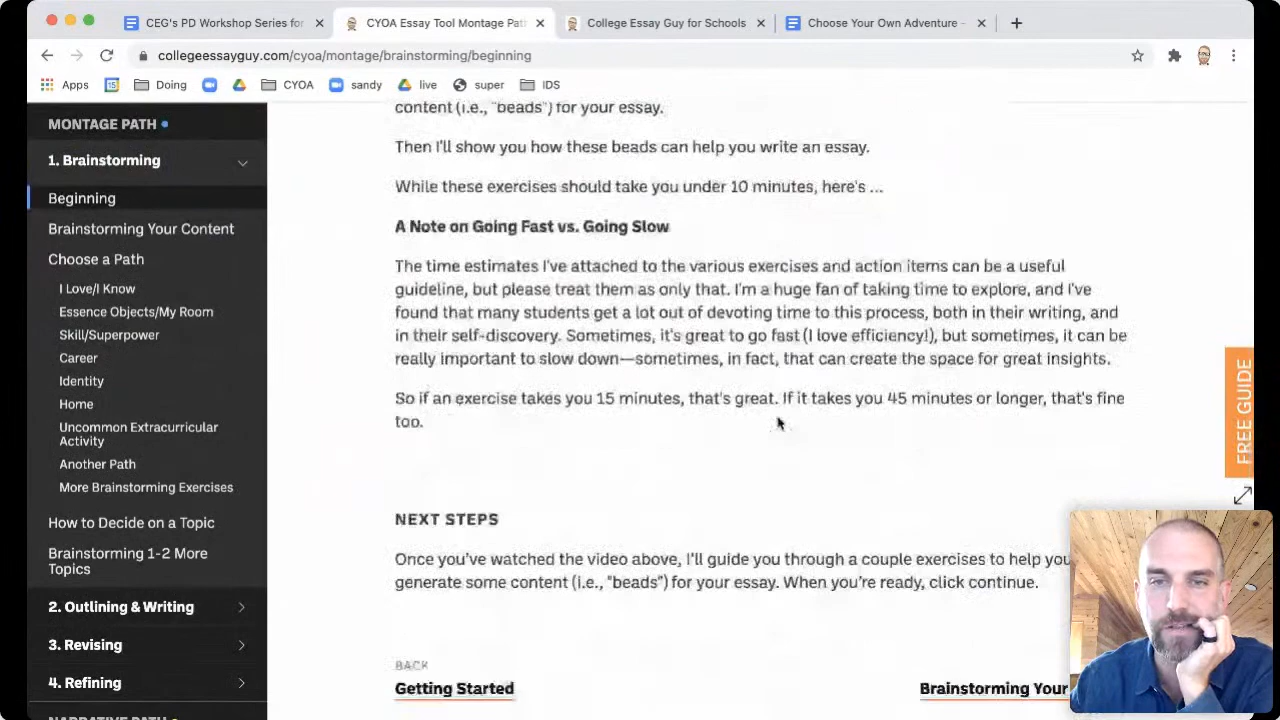 CEG's PD Workshop Series for
CYOA Essay Tool Montage Pat
College Essay Guy for Schools
Choose Your Own Adventure -
collegeessayguy.com/cyoa/montage/brainstorming/beginning
Apps
Doing
CYOA
sandy
live
super
IDS
MONTAGE PATH
1. Brainstorming
Beginning
Brainstorming Your Content
Choose a Path
I Love/I Know
Essence Objects/My Room
Skill/Superpower
Career
Identity
Home
Uncommon Extracurricular
Activity
Another Path
More Brainstorming Exercises
How to Decide on a Topic
Brainstorming 1-2 More
Topics
2. Outlining & Writing
3. Revising
4. Refining
content (i.e., "beads") for your essay.
Then I'll show you how these beads can help you write an essay.
While these exercises should take you under 10 minutes, here's ...
A Note on Going Fast vs. Going Slow
The time estimates I've attached to the various exercises and action items can be a useful
guideline, but please treat them as only that. I'm a huge fan of taking time to explore, and I've
found that many students get a lot out of devoting time to this process, both in their writing, and
in their self-discovery. Sometimes, it's great to go fast (I love efficiency!), but sometimes, it can be
really important to slow down—sometimes, in fact, that can create the space for great insights.
So if an exercise takes you 15 minutes, that's great. If it takes you 45 minutes or longer, that's fine
too.
NEXT STEPS
Once you've watched the video above, I'll guide you through a couple exercises to help you
generate some content (i.e., "beads") for your essay. When you're ready, click continue.
BACK
Getting Started
Brainstorming Your
FREE GUIDE